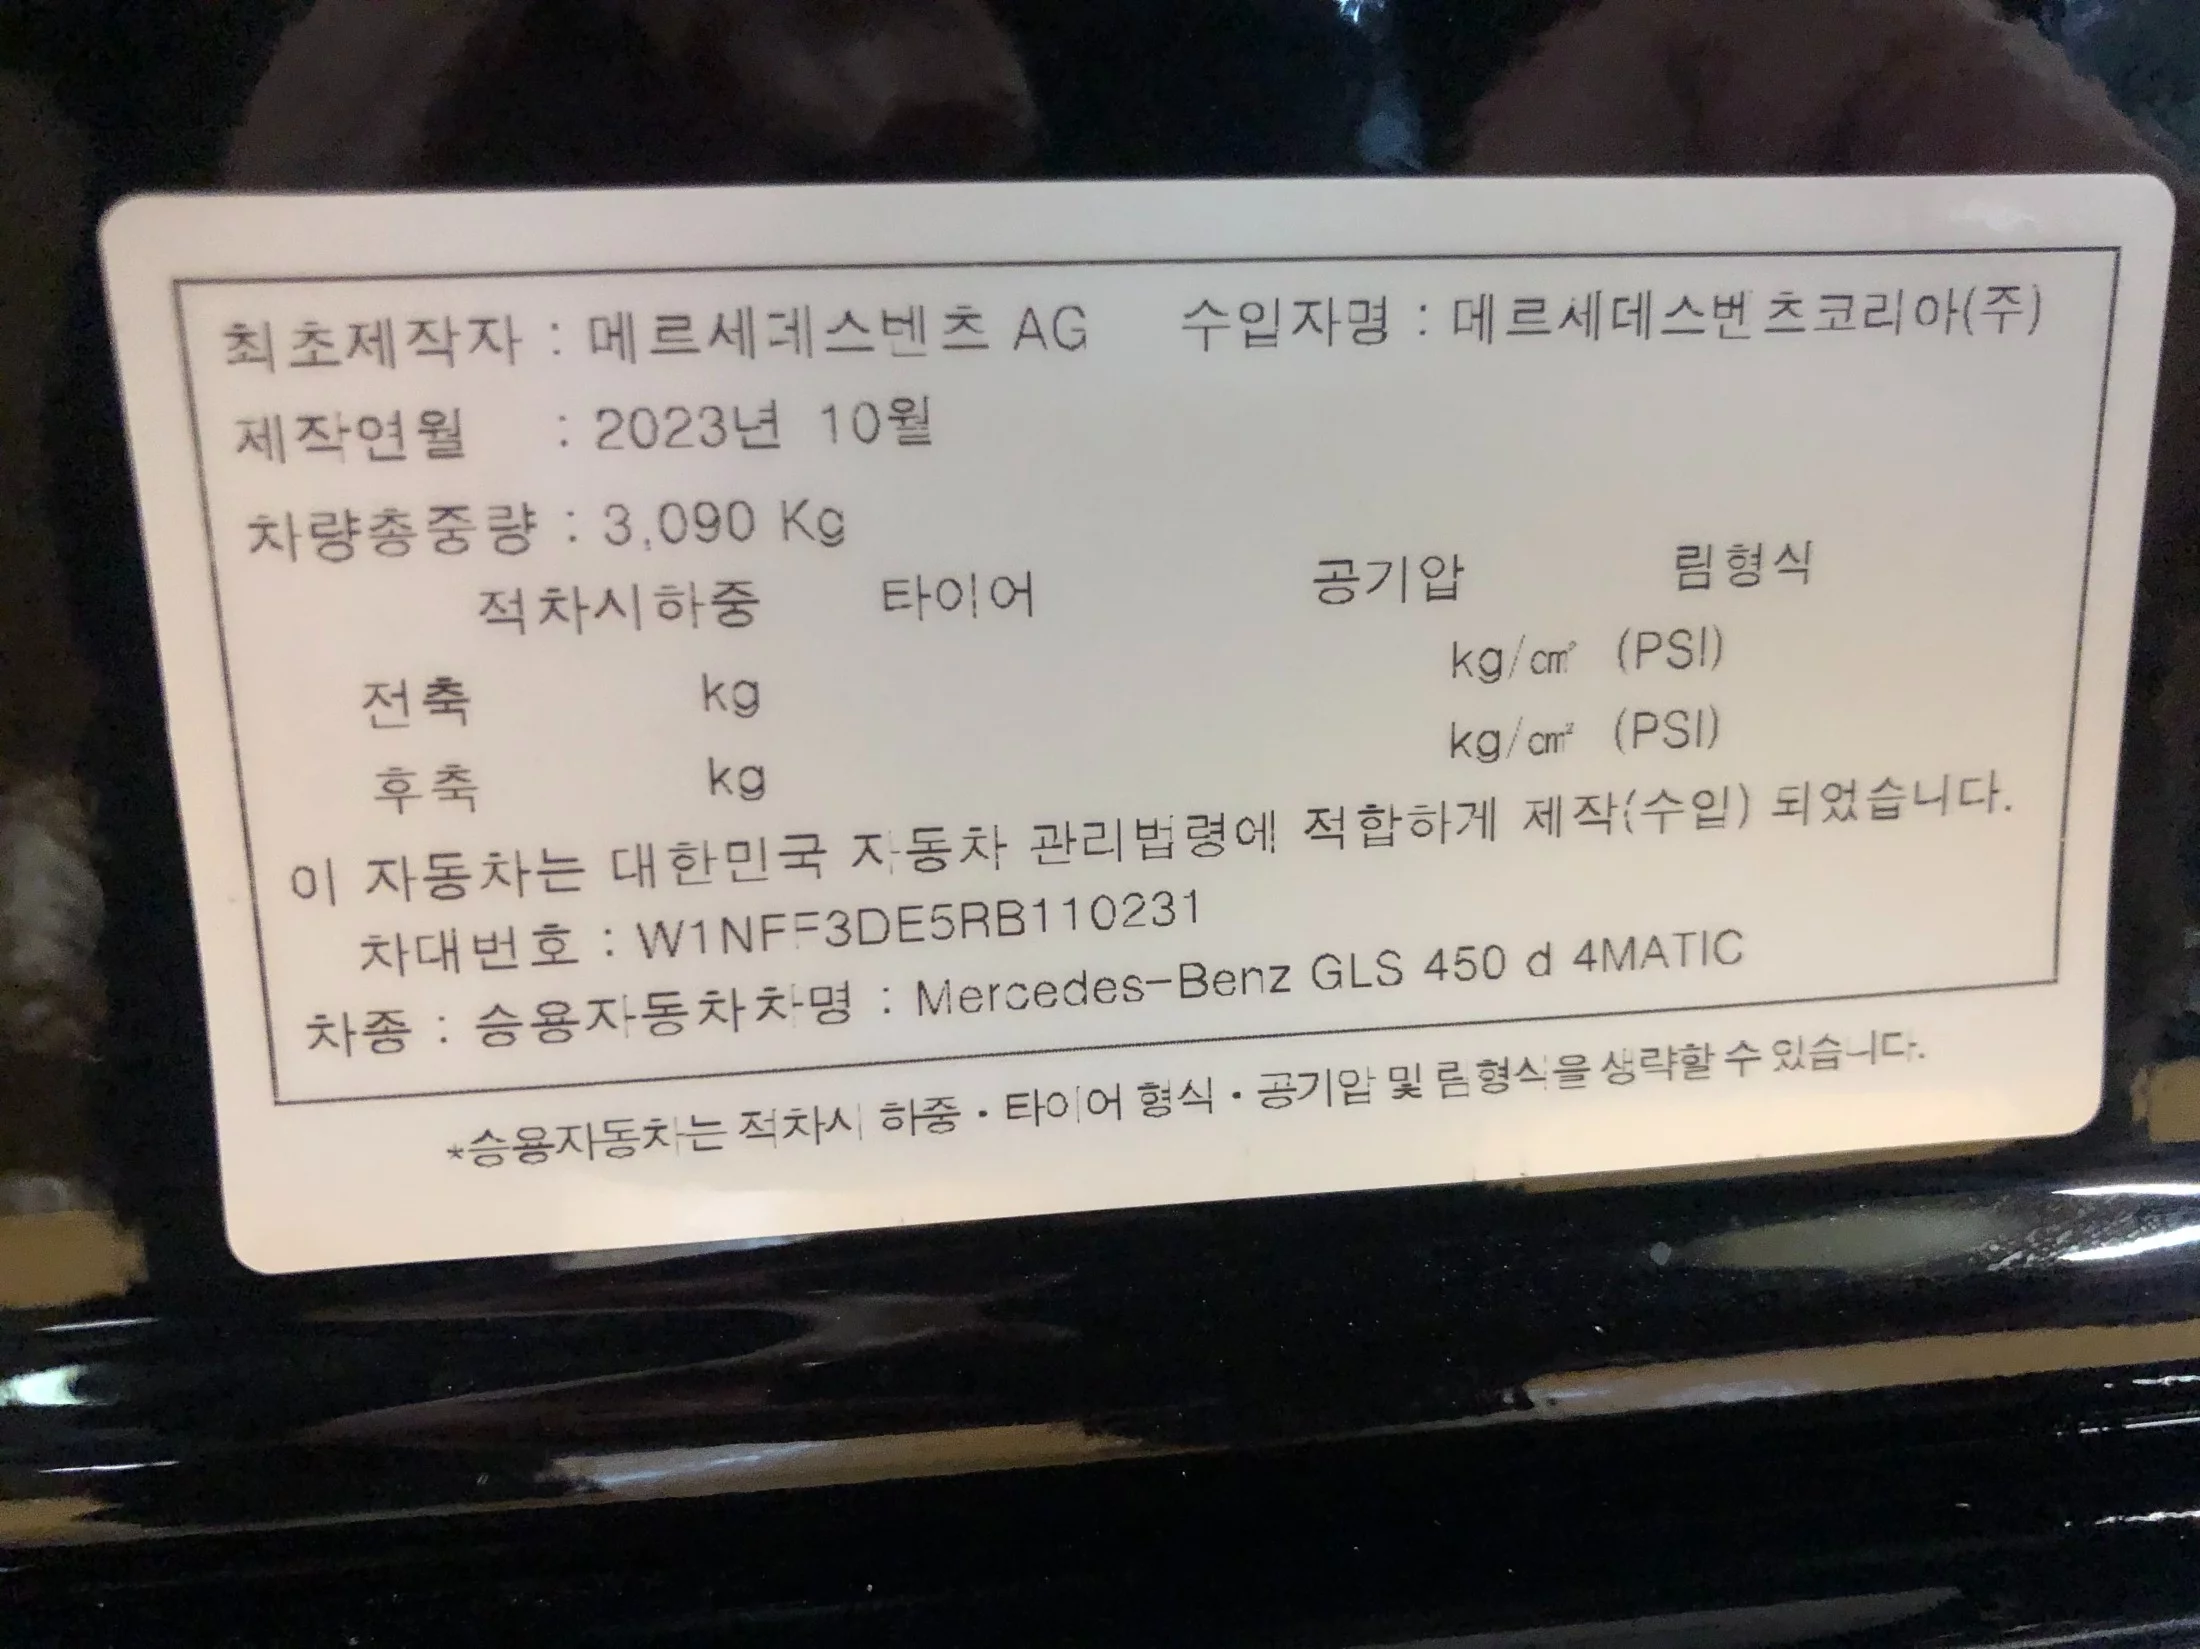 최초제작자 : 메르세데스벤츠 AG 수입자명 : 메르세데스벤츠코리아(주)
제작연월 : 2023년 10월
차량총중량 : 3,090 Kg
적차시하중 타이어 공기압 림형식
전축 kg kg/㎠ (PSI)
후축 kg kg/㎠ (PSI)
이 자동차는 대한민국 자동차 관리법령에 적합하게 제작(수입) 되었습니다.
차대번호 : W1NFF3DE5RB110231
차종 : 승용자동차차명 : Mercedes-Benz GLS 450 d 4MATIC
*승용자동차는 적차시 하중 · 타이어 형식 · 공기압 및 림형식을 생략할 수 있습니다.